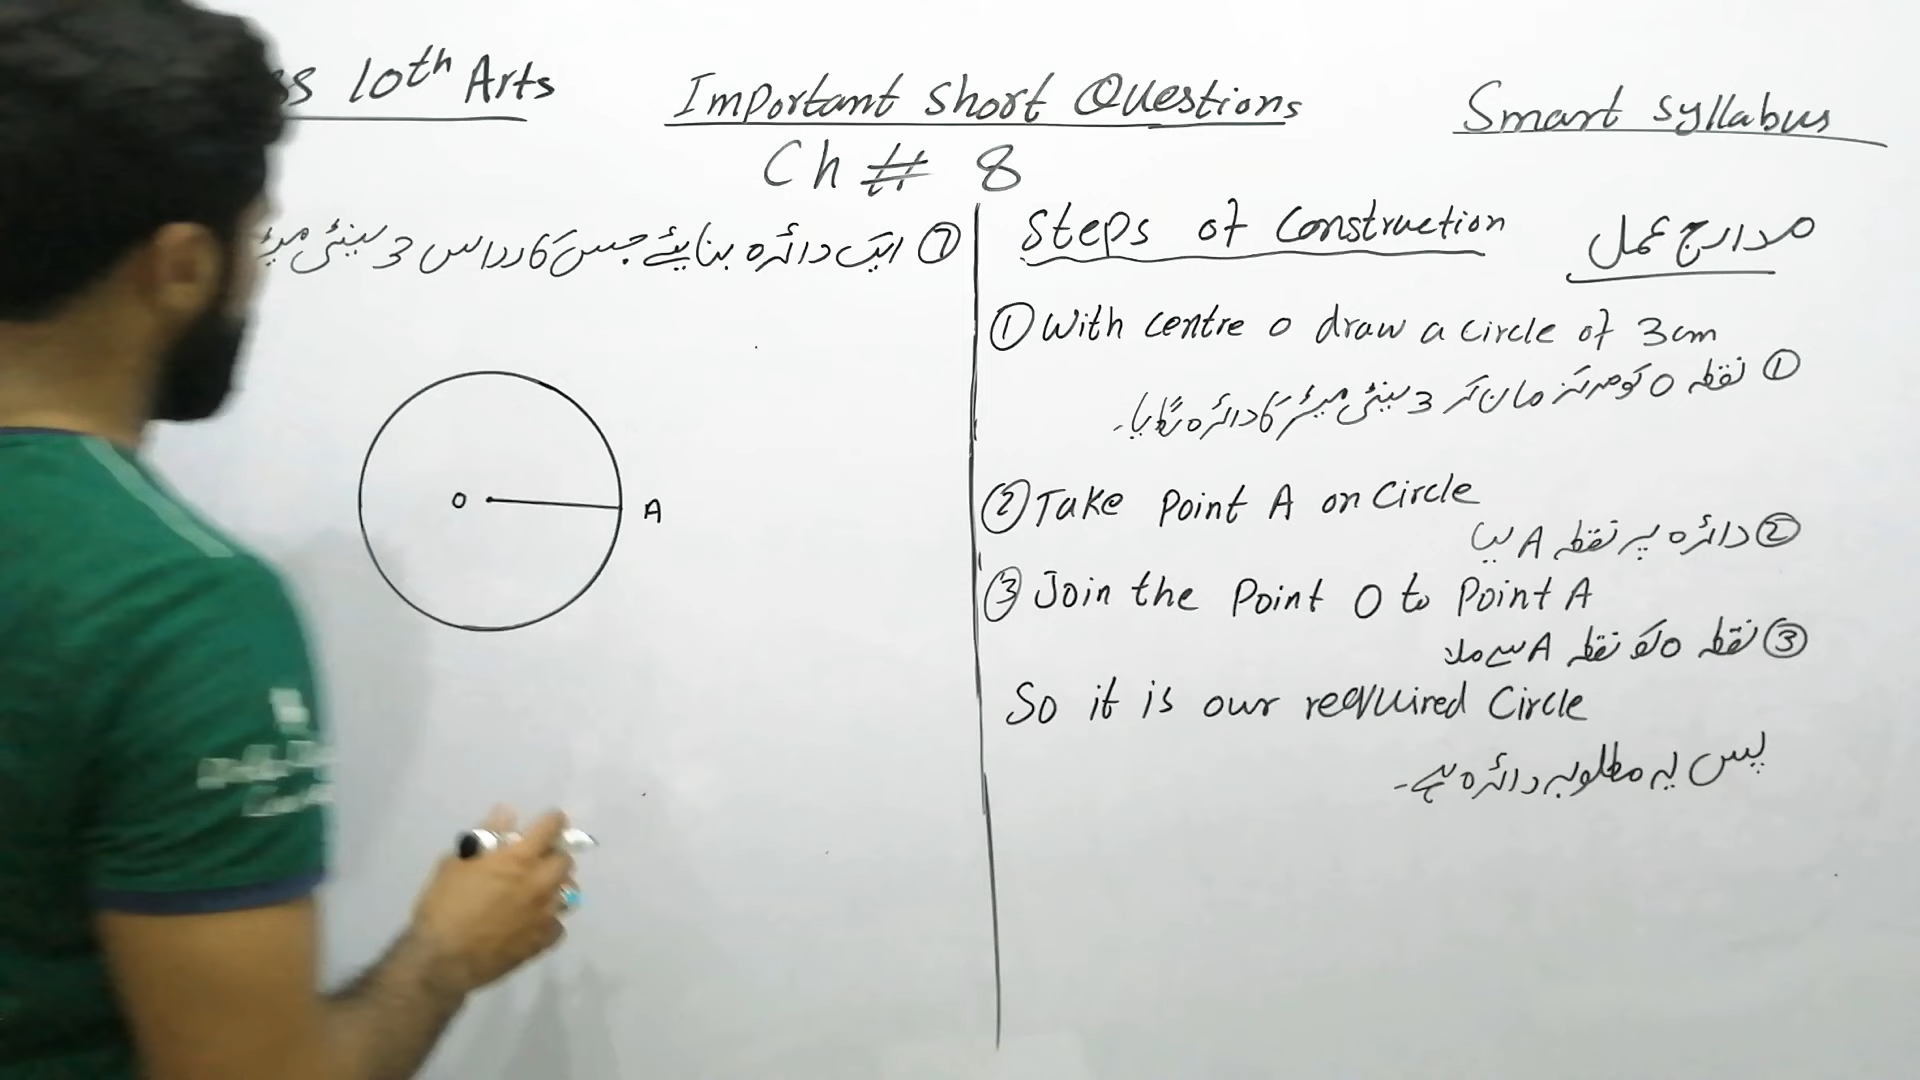 ss 10th Arts
Important Short Questions
Smart Syllabus
Ch # 8
⑦ ایک دائرہ بنائیے جس کا رداس 3 سینٹی میٹر
O
A
Steps of Construction
مدارج عمل
① With centre o draw a circle of 3cm
① نقطہ O کو مرکز مان کر 3 سینٹی میٹر کا دائرہ لگایا۔
② Take Point A on Circle
② دائرہ پر نقطہ A لیا
③ Join the Point O to Point A
③ نقطہ O کو نقطہ A سے ملا
So it is our required Circle
پس یہ مطلوبہ دائرہ ہے۔